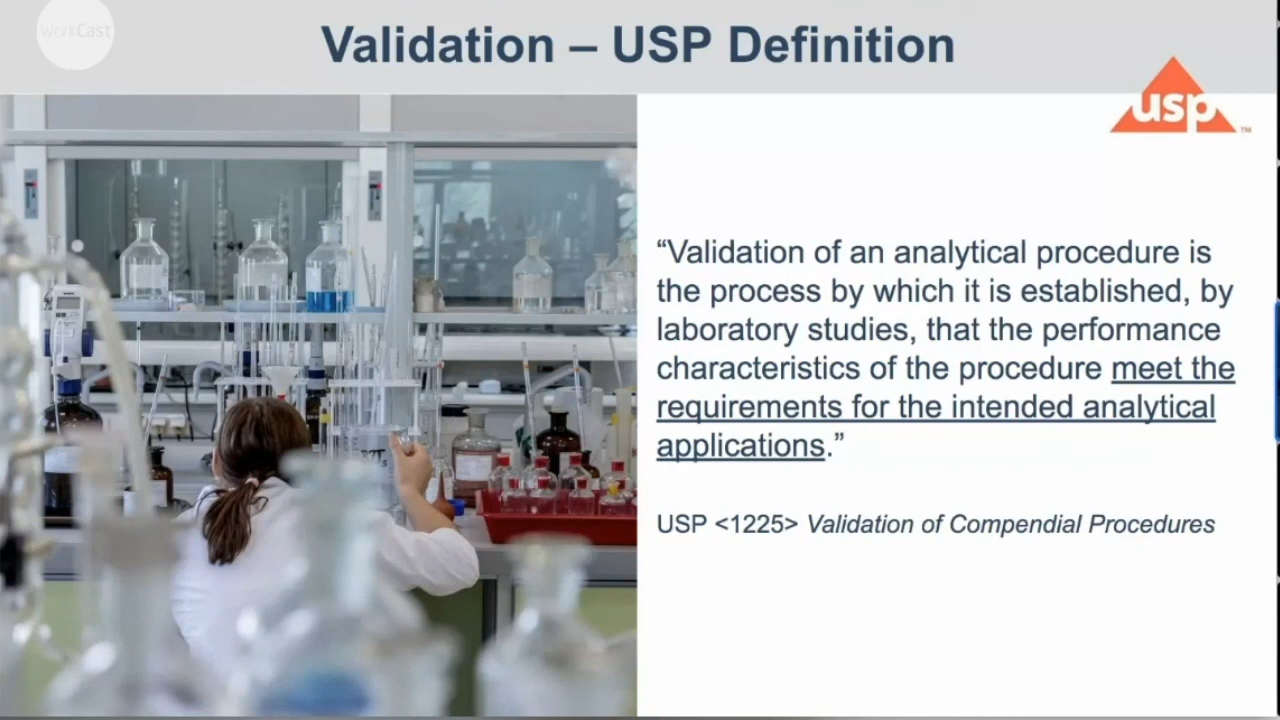 WorkCast
Validation – USP Definition
usp
™
“Validation of an analytical procedure is
the process by which it is established, by
laboratory studies, that the performance
characteristics of the procedure meet the
requirements for the intended analytical
applications.”
USP <1225> Validation of Compendial Procedures